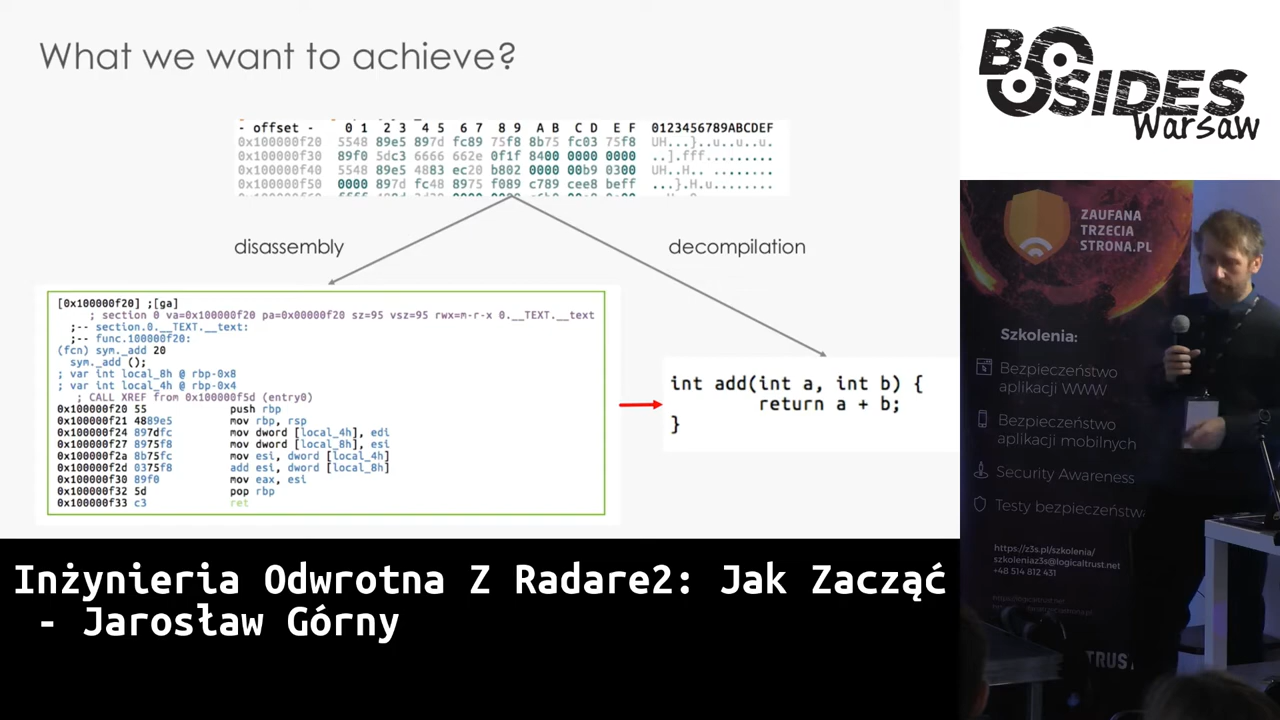 What we want to achieve?
- offset - 0 1 2 3 4 5 6 7 8 9 A B C D E F 0123456789ABCDEF
0x100000f20 5548 89e5 897d fc89 75f8 8b75 fc03 75f8 UH...}..u..u..u.
0x100000f30 89f0 5dc3 6666 662e 0f1f 8400 0000 0000 ..].fff.........
0x100000f40 5548 89e5 4883 ec20 b802 0000 00b9 0300 UH..H.. ........
0x100000f50 0000 897d fc48 8975 f089 c789 cee8 beff ...}.H.u........
disassembly
decompilation
[0x100000f20] ;[ga]
; section 0 va=0x100000f20 pa=0x00000f20 sz=95 vsz=95 rwx=m-r-x 0.__TEXT.__text
;-- section.0.__TEXT.__text:
;-- func.100000f20:
(fcn) sym._add 20
sym._add ();
; var int local_8h @ rbp-0x8
; var int local_4h @ rbp-0x4
; CALL XREF from 0x100000f5d (entry0)
0x100000f20 55 push rbp
0x100000f21 4889e5 mov rbp, rsp
0x100000f24 897dfc mov dword [local_4h], edi
0x100000f27 8975f8 mov dword [local_8h], esi
0x100000f2a 8b75fc mov esi, dword [local_4h]
0x100000f2d 0375f8 add esi, dword [local_8h]
0x100000f30 89f0 mov eax, esi
0x100000f32 5d pop rbp
0x100000f33 c3 ret
int add(int a, int b) {
return a + b;
}
Inżynieria Odwrotna Z Radare2: Jak Zacząć
- Jarosław Górny
BSIDES
Warsaw
ZAUFANA
TRZECIA
STRONA.PL
Szkolenia:
Bezpieczeństwo
aplikacji WWW
Bezpieczeństwo
aplikacji mobilnych
Security Awareness
Testy bezpieczeństwa
https://z3s.pl/szkolenia/
szkoleniaz3s@logicaltrust.net
+48 514 812 431
TRUST